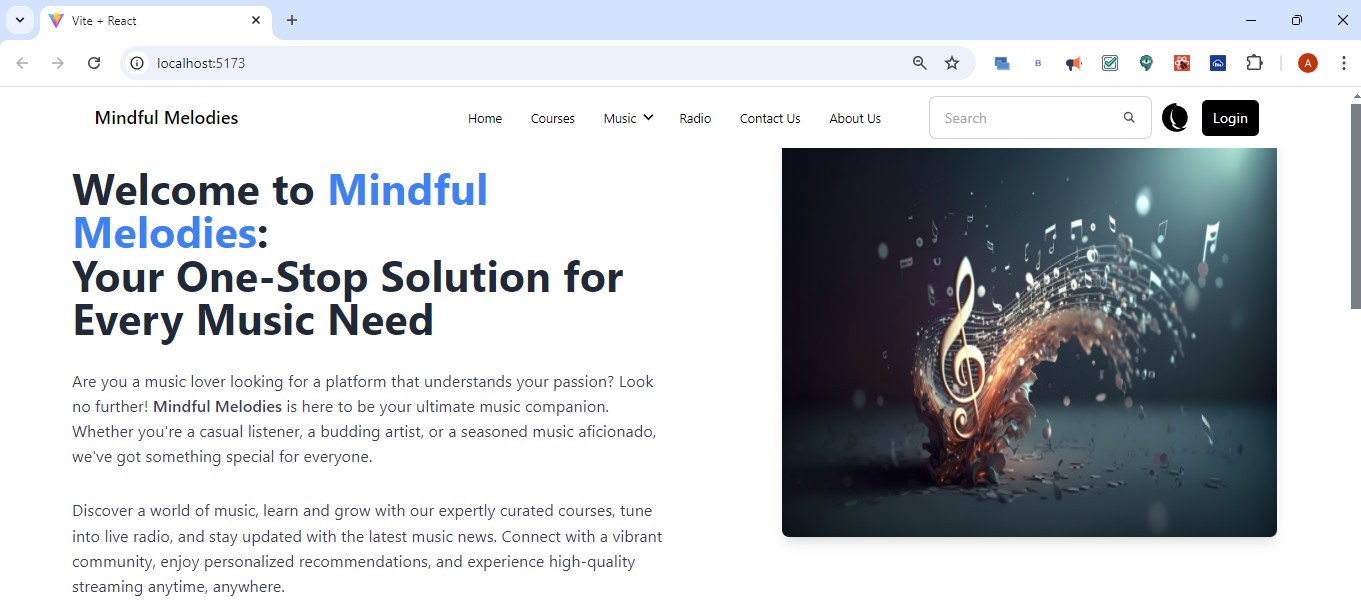 Vite + React
localhost:5173
B
A
Mindful Melodies
Home
Courses
Music
Radio
Contact Us
About Us
Search
Login
Welcome to Mindful
Melodies:
Your One-Stop Solution for
Every Music Need
Are you a music lover looking for a platform that understands your passion? Look
no further! Mindful Melodies is here to be your ultimate music companion.
Whether you're a casual listener, a budding artist, or a seasoned music aficionado,
we've got something special for everyone.
Discover a world of music, learn and grow with our expertly curated courses, tune
into live radio, and stay updated with the latest music news. Connect with a vibrant
community, enjoy personalized recommendations, and experience high-quality
streaming anytime, anywhere.